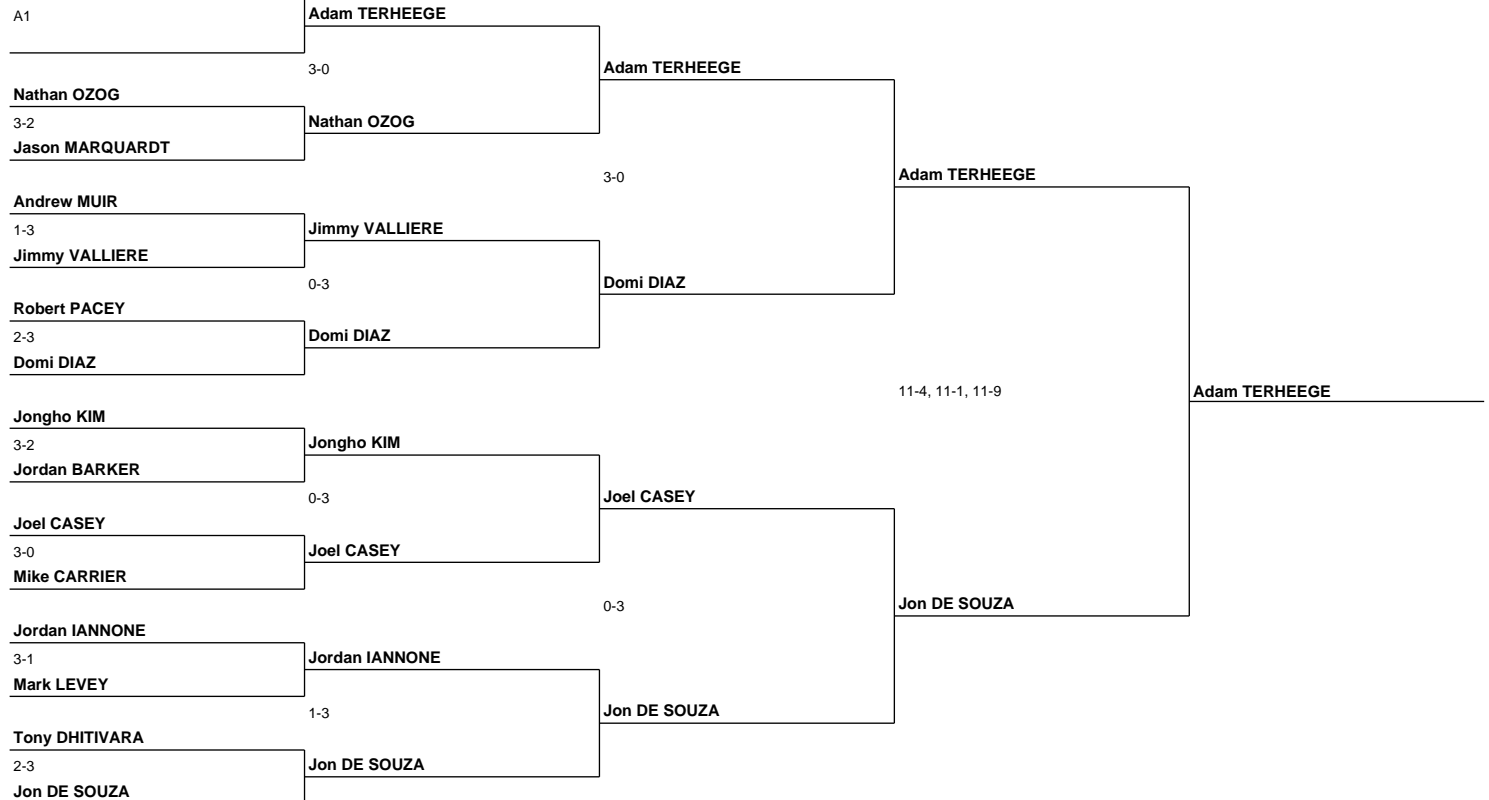 A1
Adam TERHEEGE
3-0
Adam TERHEEGE
Nathan OZOG
3-2
Nathan OZOG
Jason MARQUARDT
3-0
Adam TERHEEGE
Andrew MUIR
1-3
Jimmy VALLIERE
Jimmy VALLIERE
0-3
Domi DIAZ
Robert PACEY
2-3
Domi DIAZ
Domi DIAZ
11-4, 11-1, 11-9
Adam TERHEEGE
Jongho KIM
3-2
Jongho KIM
Jordan BARKER
0-3
Joel CASEY
Joel CASEY
3-0
Joel CASEY
Mike CARRIER
0-3
Jon DE SOUZA
Jordan IANNONE
3-1
Jordan IANNONE
Mark LEVEY
1-3
Jon DE SOUZA
Tony DHITIVARA
2-3
Jon DE SOUZA
Jon DE SOUZA